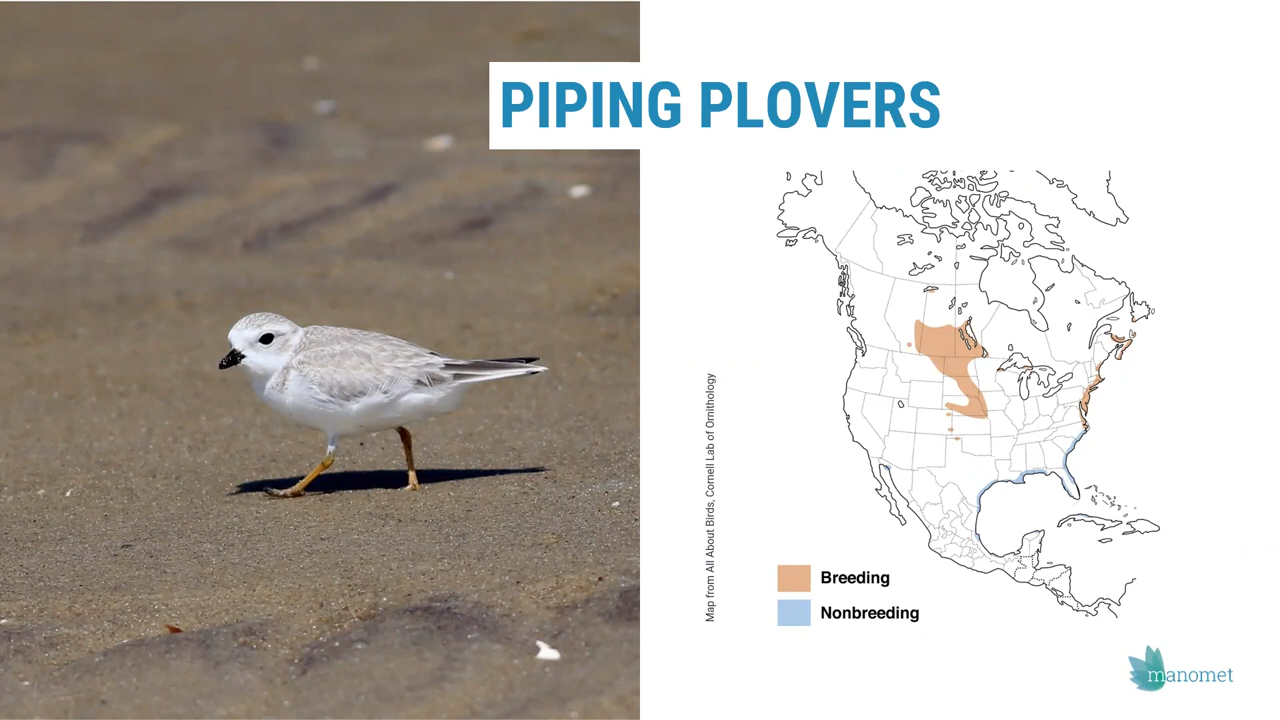 PIPING PLOVERS
Map from All About Birds, Cornell Lab of Ornithology
Breeding
Nonbreeding
manomet